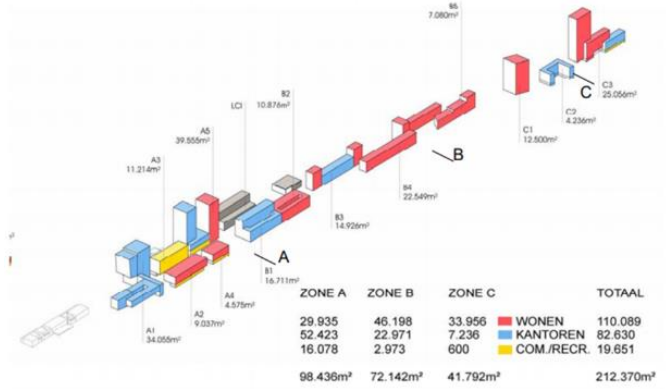 B5
7.080m²
C3
25.056m²
C
C2
4.236m²
C1
12.500m²
B2
10.876m²
LCI
A5
39.555m²
A3
11.214m²
B
B4
22.549m²
B3
14.926m²
A
B1
16.711m²
A4
4.575m²
A2
9.037m²
A1
34.055m²
ZONE A ZONE B ZONE C TOTAAL
29.935 46.198 33.956 WONEN 110.089
52.423 22.971 7.236 KANTOREN 82.630
16.078 2.973 600 COM./RECR. 19.651
98.436m² 72.142m² 41.792m² 212.370m²